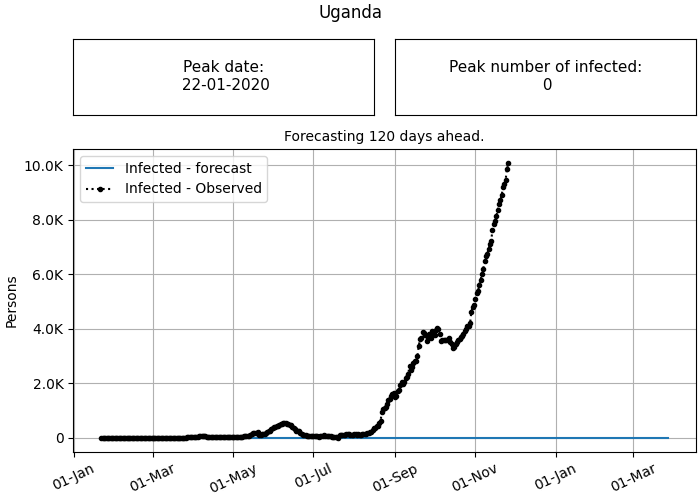 Uganda
Peak date:
22-01-2020
Peak number of infected:
0
Forecasting 120 days ahead.
Infected - forecast
Infected - Observed
10.0K
8.0K
6.0K
4.0K
2.0K
0
Persons
01-Jan
01-Mar
01-May
01-Jul
01-Sep
01-Nov
01-Jan
01-Mar